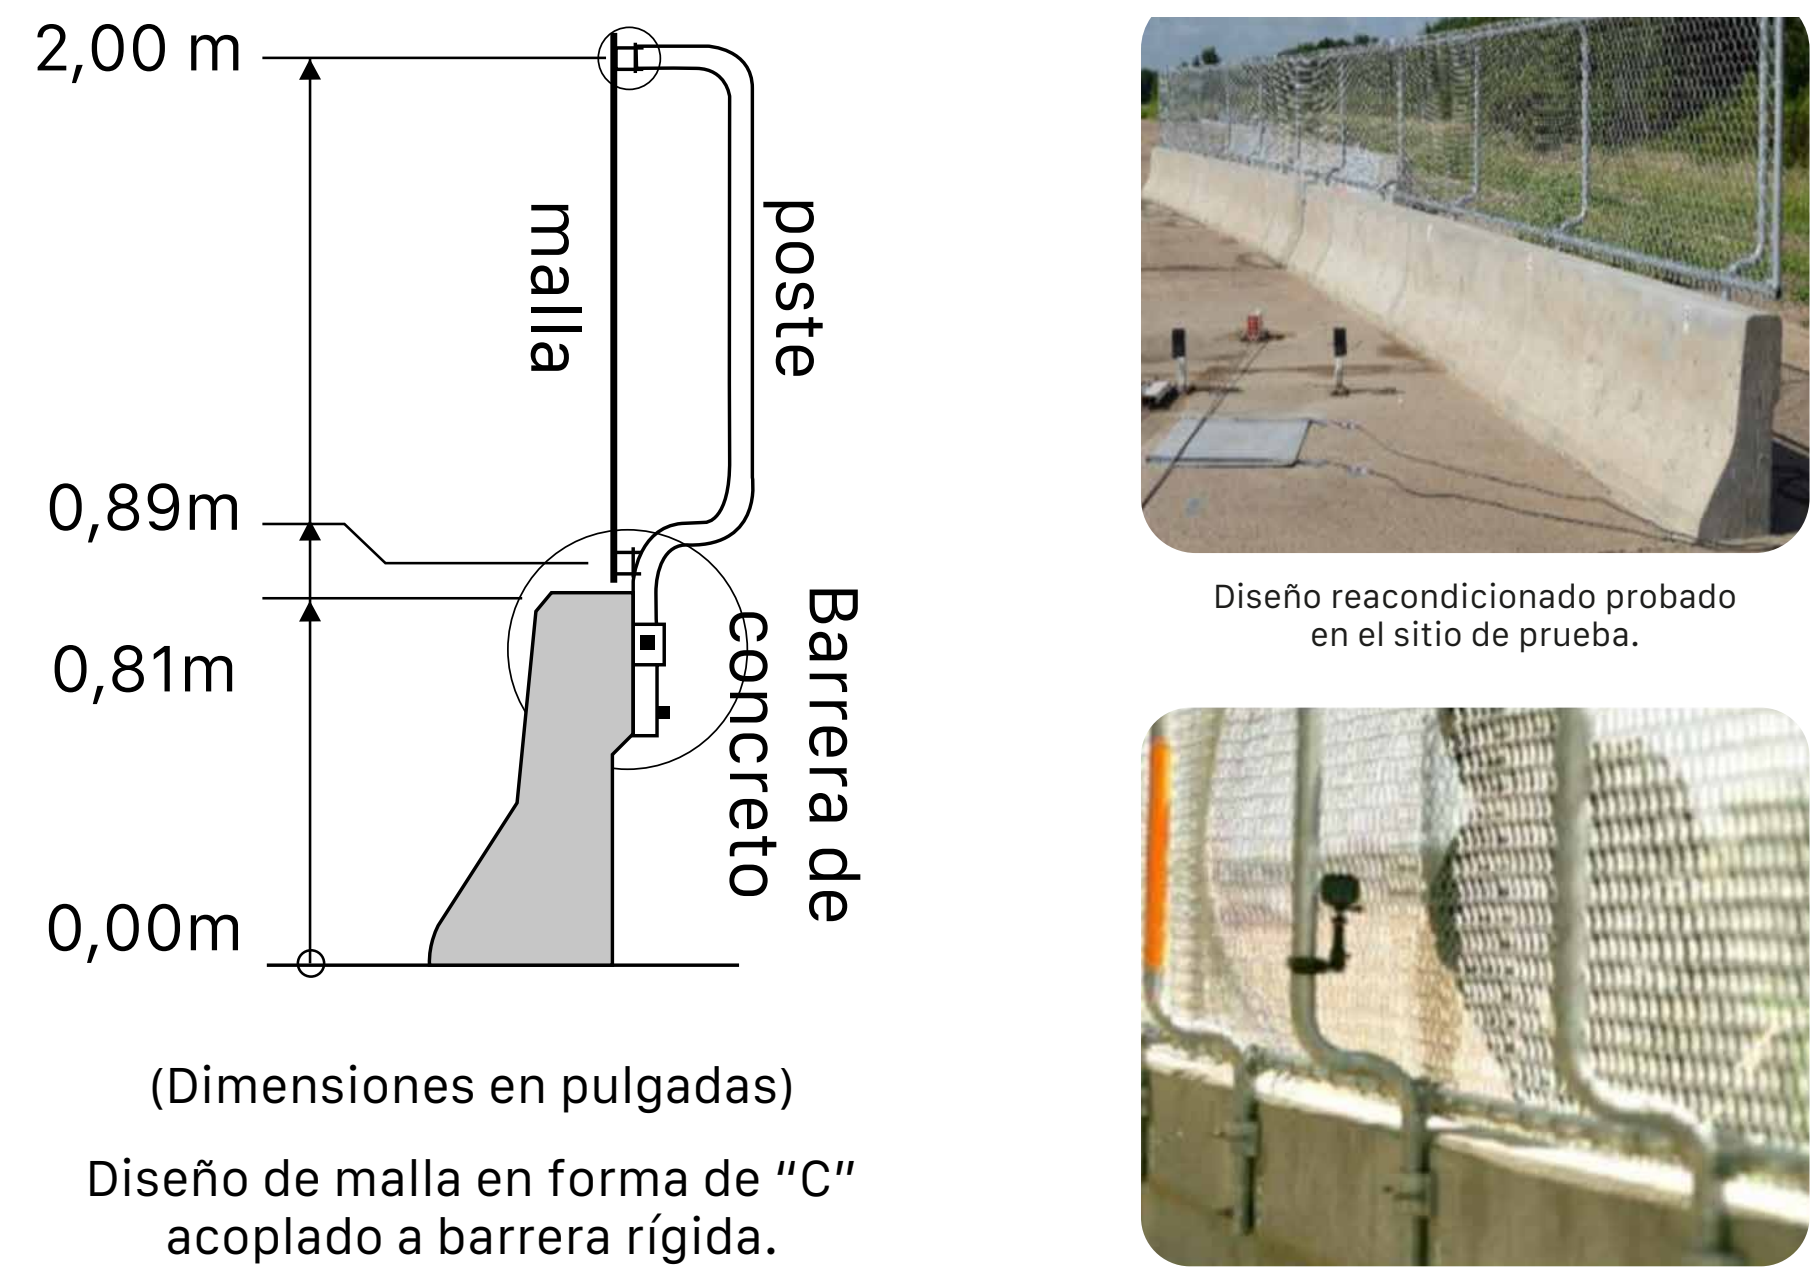 2,00 m
malla
poste
0,89m
0,81m
Barrera de
concreto
0,00m
(Dimensiones en pulgadas)
Diseño de malla en forma de “C”
acoplado a barrera rígida.
Diseño reacondicionado probado
en el sitio de prueba.